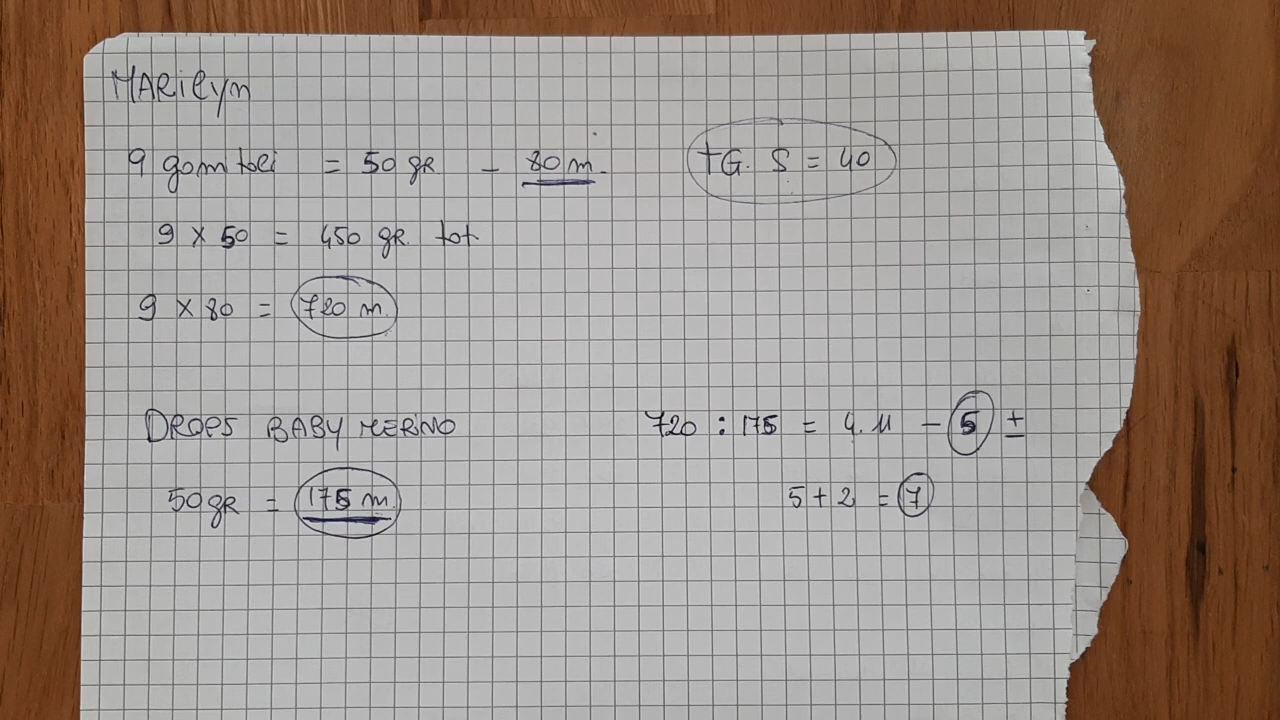 MARilyn
9 gomitoli = 50 gR - 80 m. tG. S = 40
9 x 50 = 450 gR. tot
9 x 80 = 720 m.
DROPS BABY MERiNO 720 : 175 = 4.11 - 5 ±
50 gR = 175 m. 5 + 2 = 7